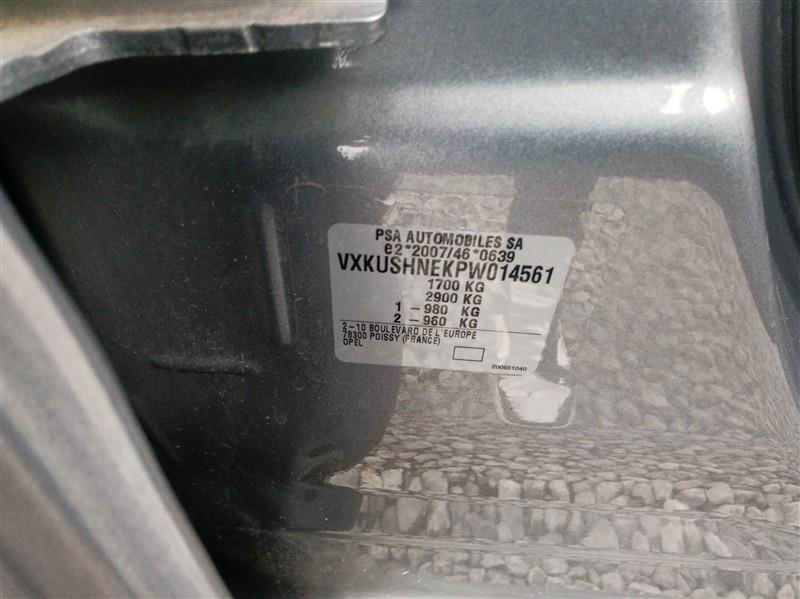 PSA AUTOMOBILES SA
e2*2007/46*0639
VXKUSHNEKPW014561
1700 KG
2900 KG
1 -980 KG
2 -960 KG
2-10 BOULEVARD DE L'EUROPE
78300 POISSY (FRANCE)
OPEL
200651040